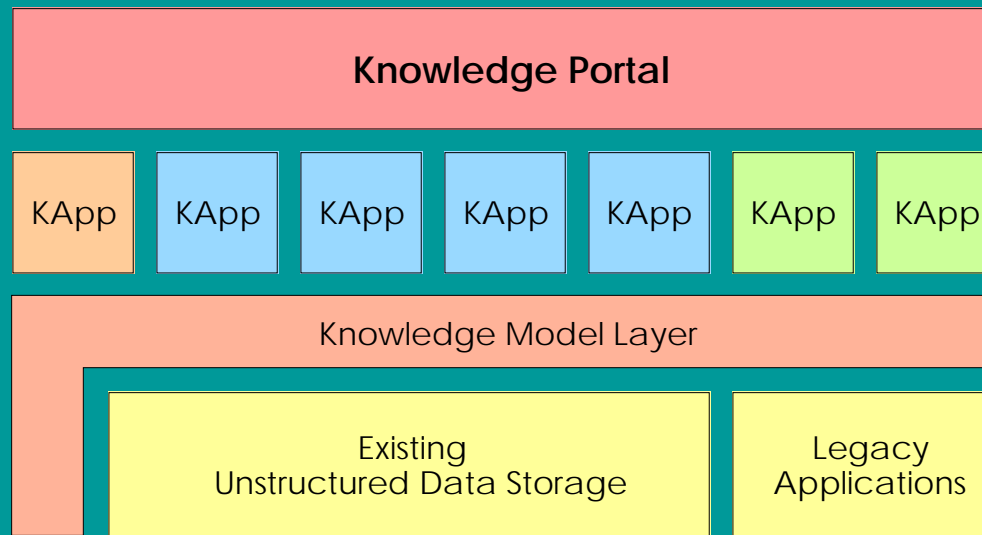 Knowledge Portal
KApp KApp KApp KApp KApp KApp KApp
Knowledge Model Layer
Existing
Unstructured Data Storage
Legacy
Applications